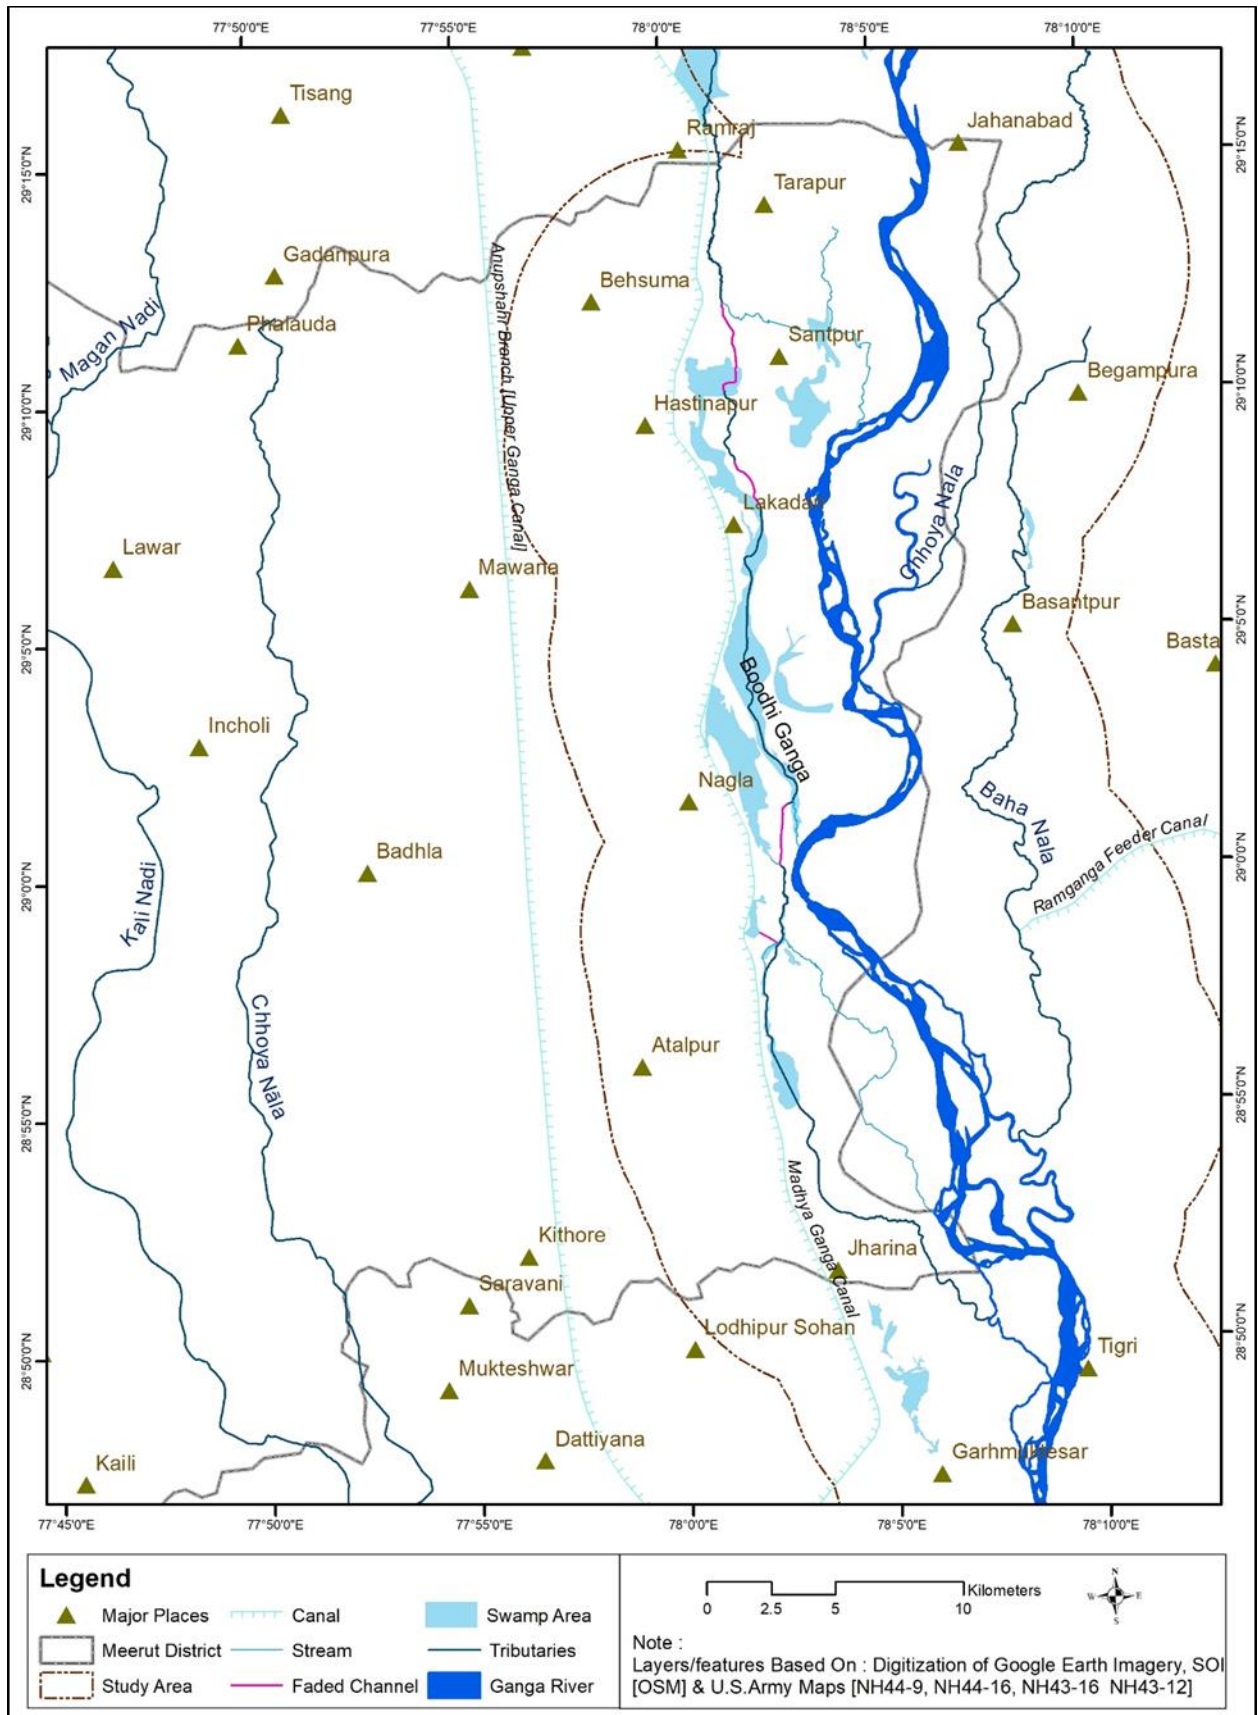 77°50'0"E
77°55'0"E
78°0'0"E
78°5'0"E
78°10'0"E
Tisang
Ramraj
Jahanabad
29°15'0"N
29°15'0"N
Tarapur
Gadanpura
Behsuma
Anupshahr Branch [Upper Ganga Canal]
Magan Nadi
Phalauda
Santpur
Begampura
29°10'0"N
29°10'0"N
Hastinapur
Chhoya Nala
Lakadai
Lawar
Mawana
Basantpur
29°5'0"N
29°5'0"N
Basta
Boodhi Ganga
Incholi
Nagla
Baha Nala
Ramganga Feeder Canal
Badhla
29°0'0"N
29°0'0"N
Kali Nadi
Chhoya Nāla
Atalpur
28°55'0"N
28°55'0"N
Madhya Ganga Canal
Kithore
Jharina
Saravani
Lodhipur Sohan
28°50'0"N
28°50'0"N
Tigri
Mukteshwar
Dattiyana
Garhmuktesar
Kaili
77°45'0"E
77°50'0"E
77°55'0"E
78°0'0"E
78°5'0"E
78°10'0"E
Legend
Major Places
Canal
Swamp Area
Meerut District
Stream
Tributaries
Study Area
Faded Channel
Ganga River
Kilometers
0 2.5 5 10
N
W E
S
Note :
Layers/features Based On : Digitization of Google Earth Imagery, SOI
[OSM] & U.S.Army Maps [NH44-9, NH44-16, NH43-16 NH43-12]